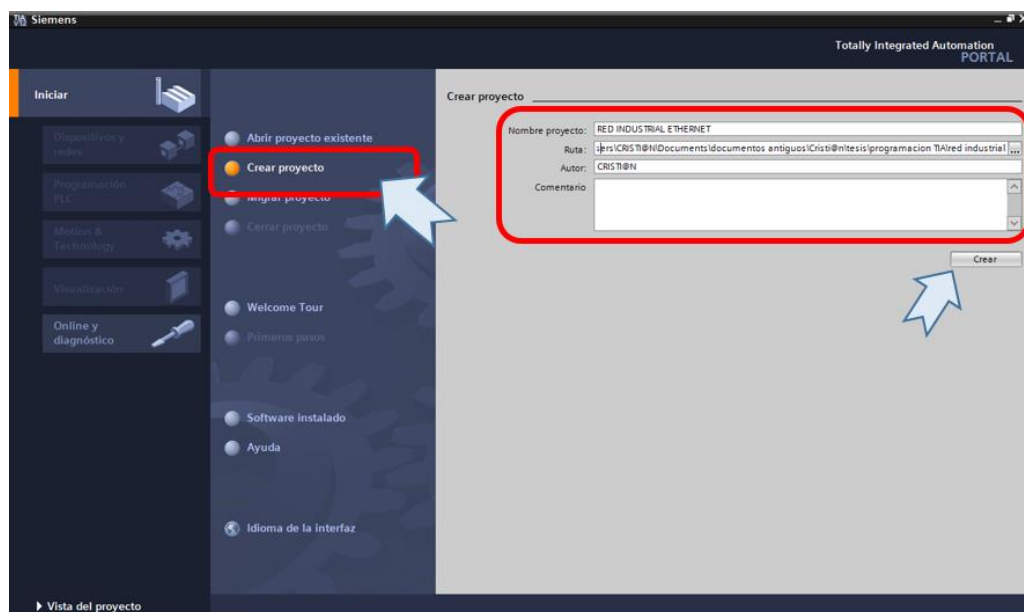 Siemens
Totally Integrated Automation
PORTAL
Iniciar
Dispositivos y
redes
Programación
PLC
Motion &
Technology
Visualización
Online y
diagnóstico
Abrir proyecto existente
Crear proyecto
Migrar proyecto
Cerrar proyecto
Welcome Tour
Primeros pasos
Software instalado
Ayuda
Idioma de la interfaz
Crear proyecto
Nombre proyecto: RED INDUSTRIAL ETHERNET
Ruta: sers\CRISTI@N\Documents\documentos antiguos\Cristi@n\tesis\programacion TIA\red industrial ...
Autor: CRISTI@N
Comentario
Crear
Vista del proyecto